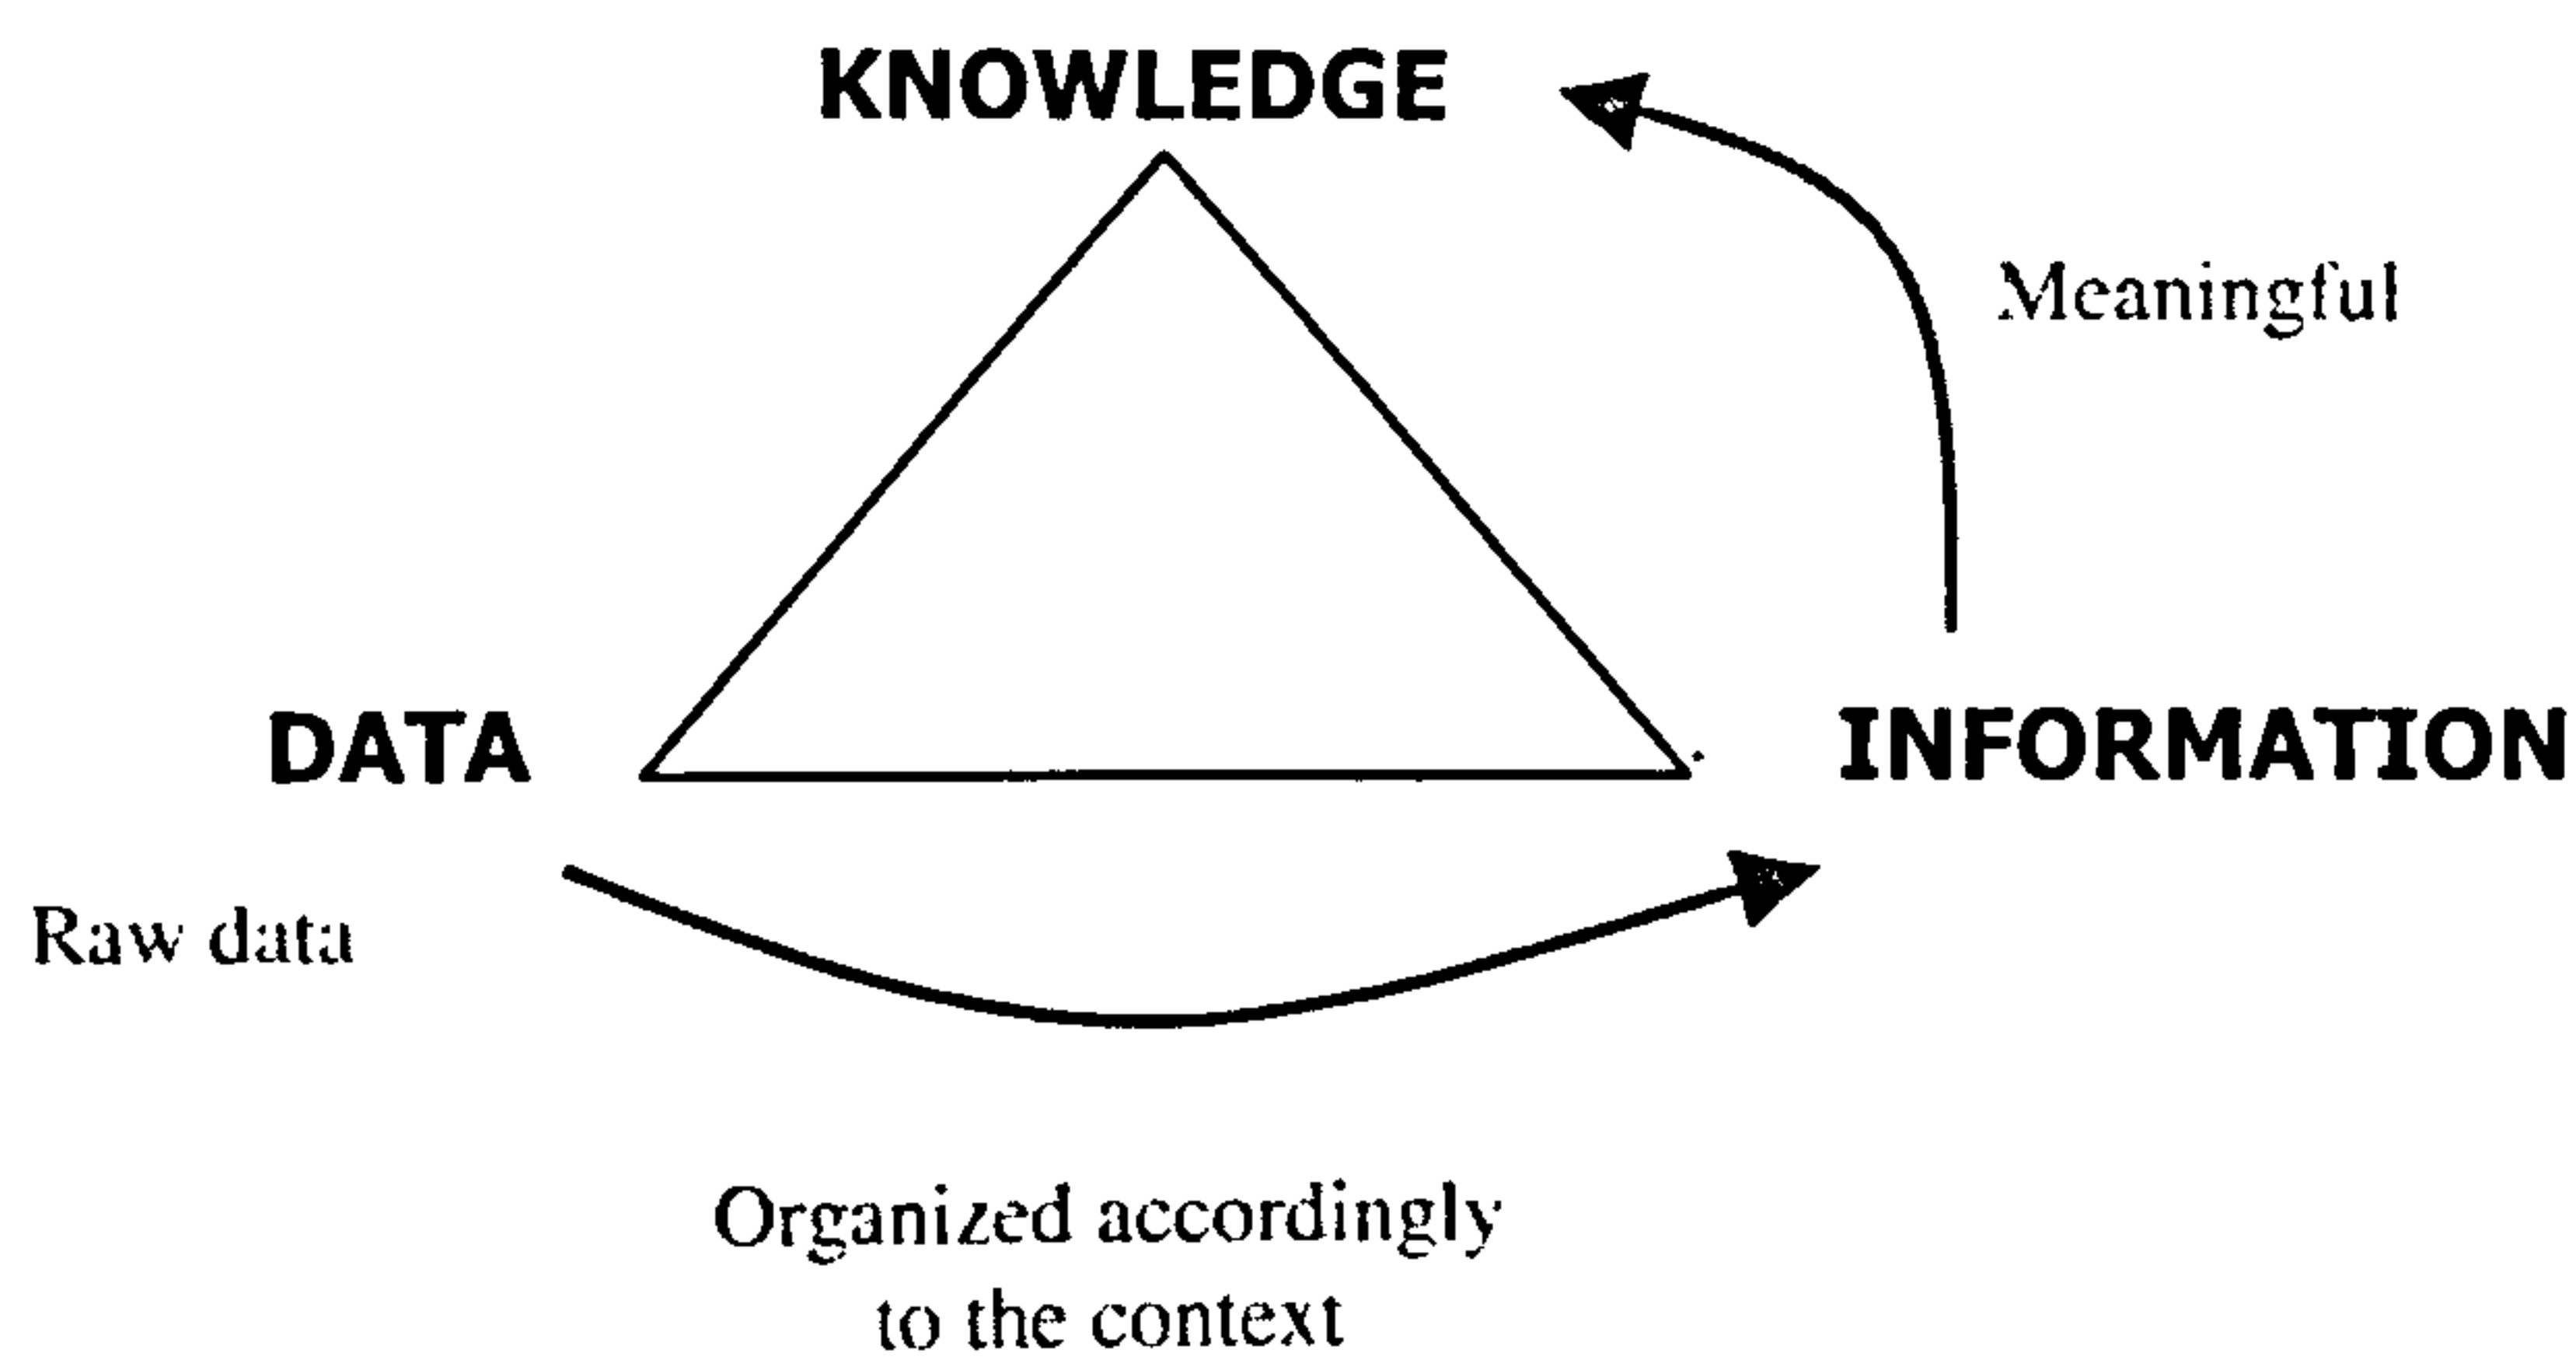 KNOWLEDGE
Meaningful
DATA
INFORMATION
Raw data
Organized accordingly
to the context